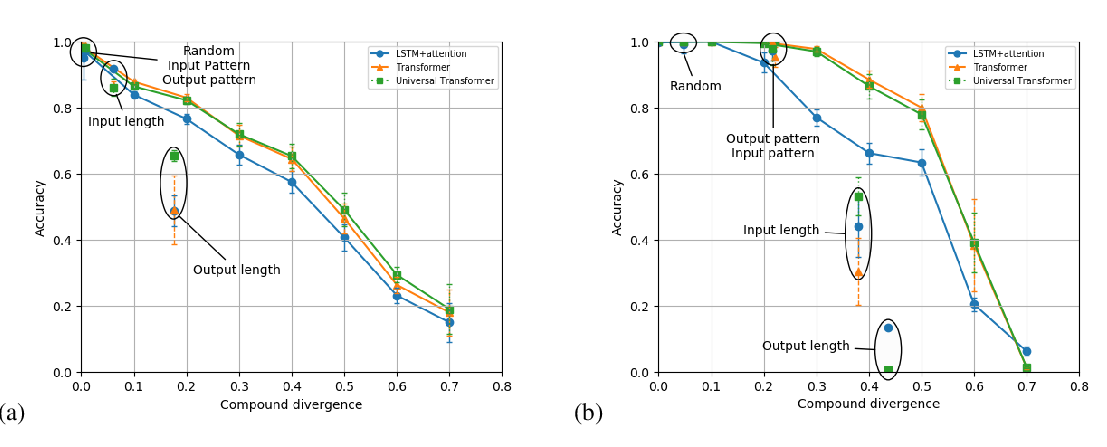 1.0
0.8
0.6
0.4
0.2
0.0
Accuracy
Random
Input Pattern
Output pattern
Input length
Output length
LSTM+attention
Transformer
Universal Transformer
0.0 0.1 0.2 0.3 0.4 0.5 0.6 0.7 0.8
Compound divergence
(a)
1.0
0.8
0.6
0.4
0.2
0.0
Accuracy
Random
Output pattern
Input pattern
Input length
Output length
LSTM+attention
Transformer
Universal Transformer
0.0 0.1 0.2 0.3 0.4 0.5 0.6 0.7 0.8
Compound divergence
(b)